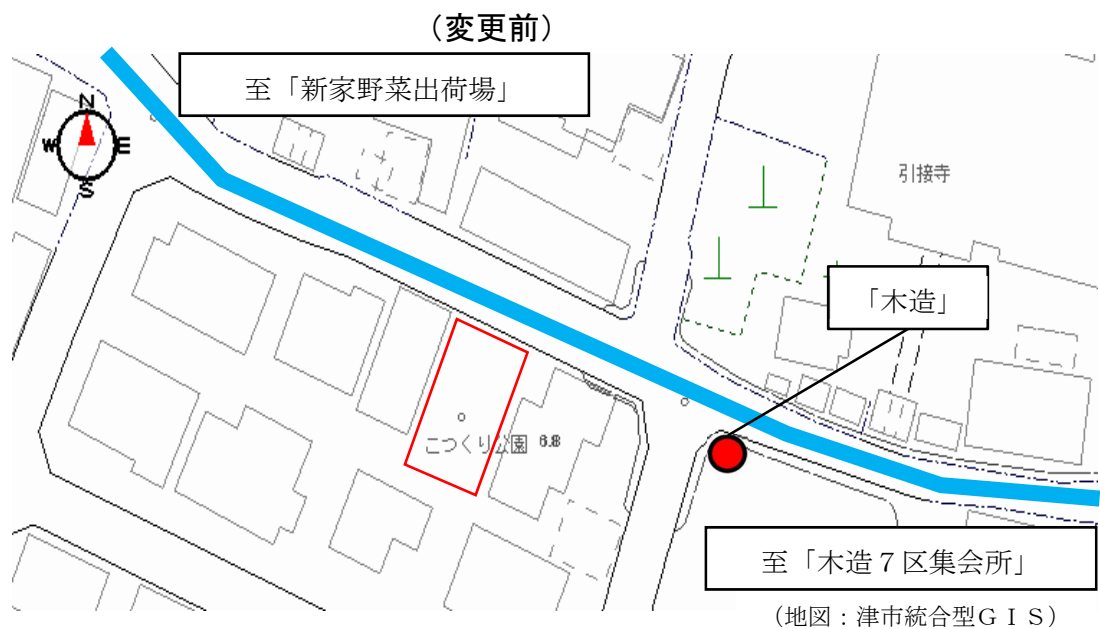 (変更前)
至「新家野菜出荷場」
N
W E
S
引接寺
「木造」
こつくり公園 6.8
至「木造7区集会所」
(地図:津市統合型GIS)